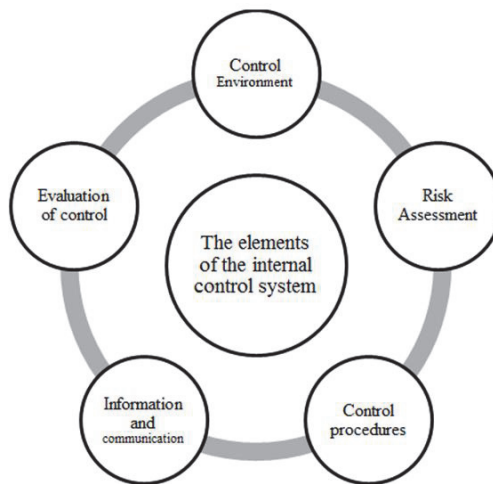 Control
Environment
Evaluation
of control
Risk
Assessment
The elements
of the internal
control system
Information
and
communication
Control
procedures